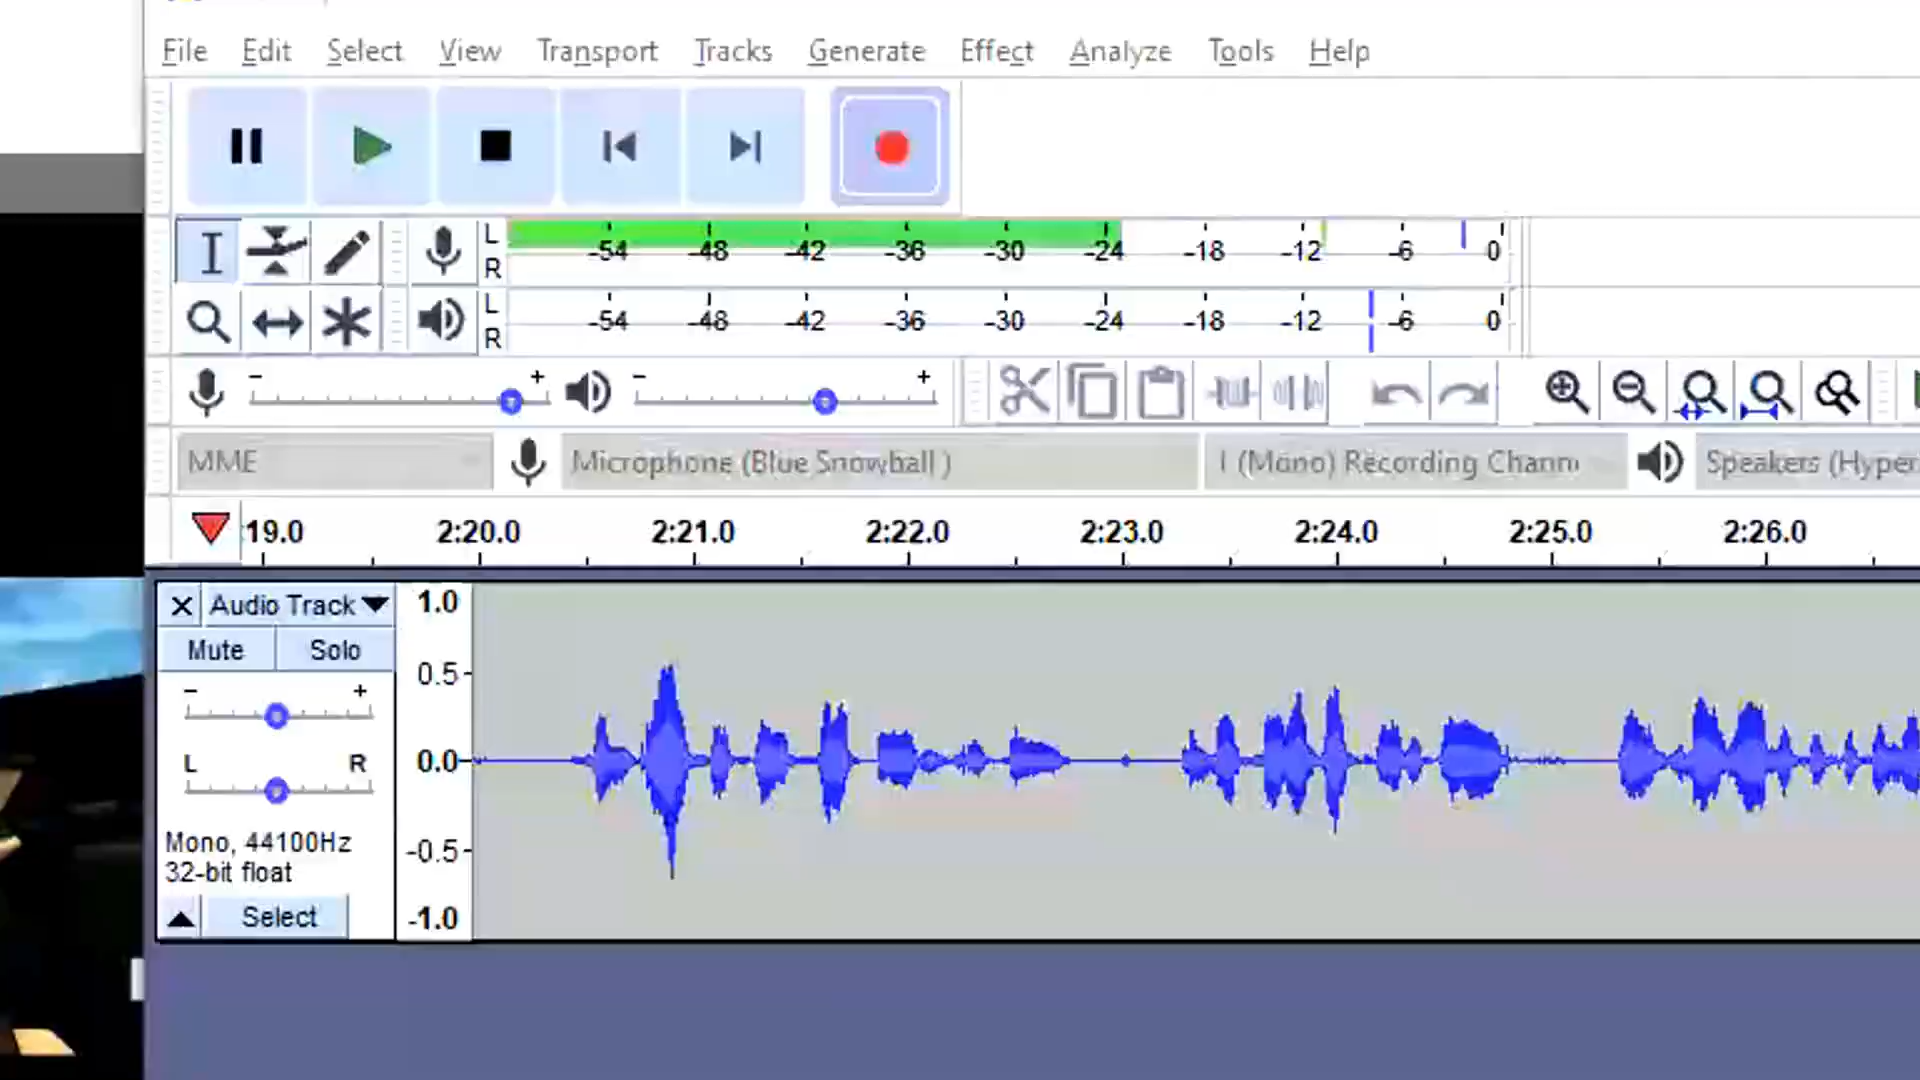 File Edit Select View Transport Tracks Generate Effect Analyze Tools Help
L -54 -48 -42 -36 -30 -24 -18 -12 -6 0
R
L -54 -48 -42 -36 -30 -24 -18 -12 -6 0
R
- + - +
MME Microphone (Blue Snowball ) (Mono) Recording Speakers
19.0 2:20.0 2:21.0 2:22.0 2:23.0 2:24.0 2:25.0 2:26.0
X Audio Track 1.0
Mute Solo
0.5
- +
L R 0.0
Mono, 44100Hz
32-bit float -0.5
Select -1.0